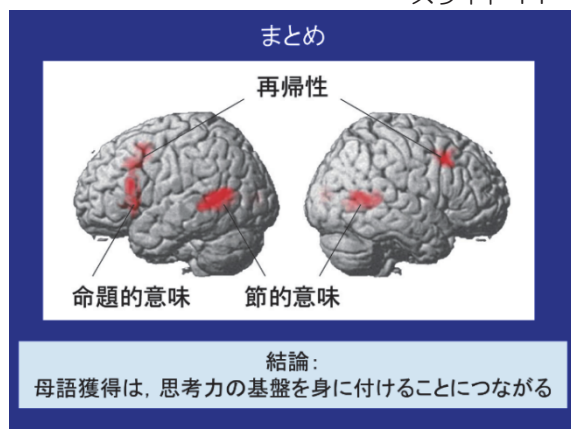 まとめ
再帰性
命題的意味
節的意味
結論：
母語獲得は，思考力の基盤を身に付けることにつながる